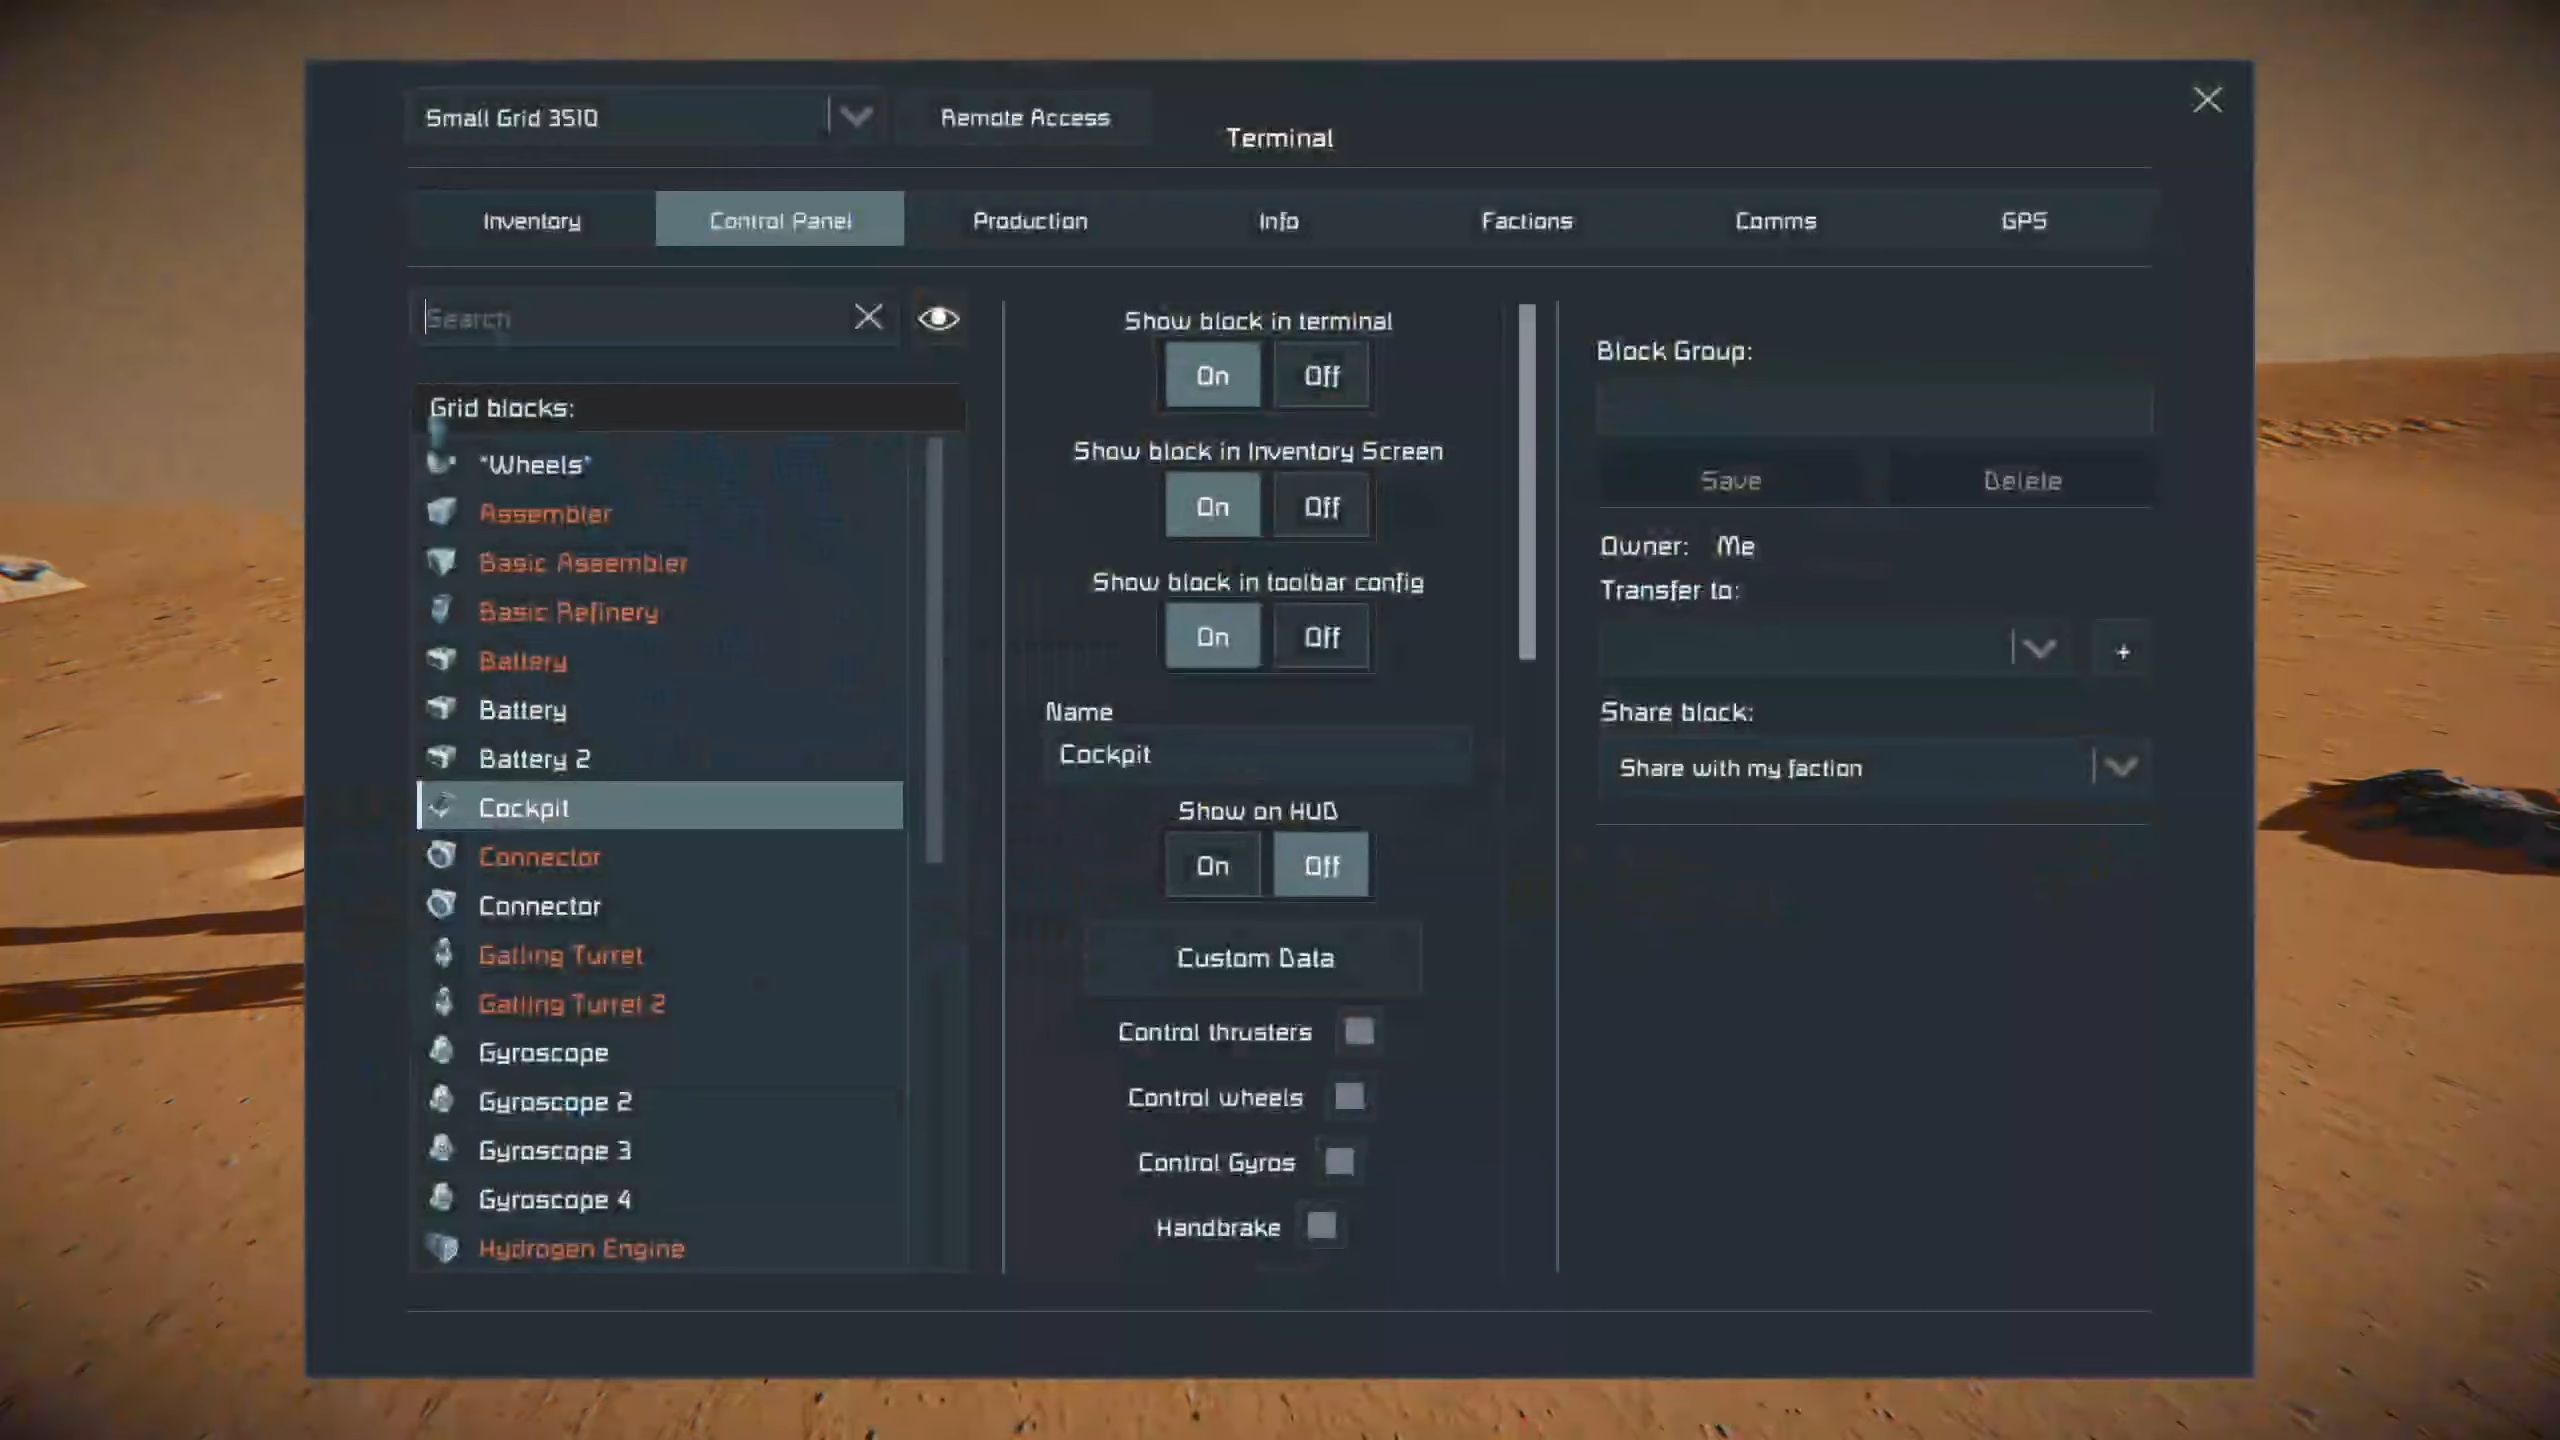 Small Grid 3510
Remote Access
Terminal
Inventory
Control Panel
Production
Info
Factions
Comms
GPS
Search
Grid blocks:
*Wheels*
Assembler
Basic Assembler
Basic Refinery
Battery
Battery
Battery 2
Cockpit
Connector
Connector
Gatling Turret
Gatling Turret 2
Gyroscope
Gyroscope 2
Gyroscope 3
Gyroscope 4
Hydrogen Engine
Show block in terminal
On Off
Show block in Inventory Screen
On Off
Show block in toolbar config
On Off
Name
Cockpit
Show on HUD
On Off
Custom Data
Control thrusters
Control wheels
Control Gyros
Handbrake
Block Group:
Save Delete
Owner: Me
Transfer to:
+
Share block:
Share with my faction